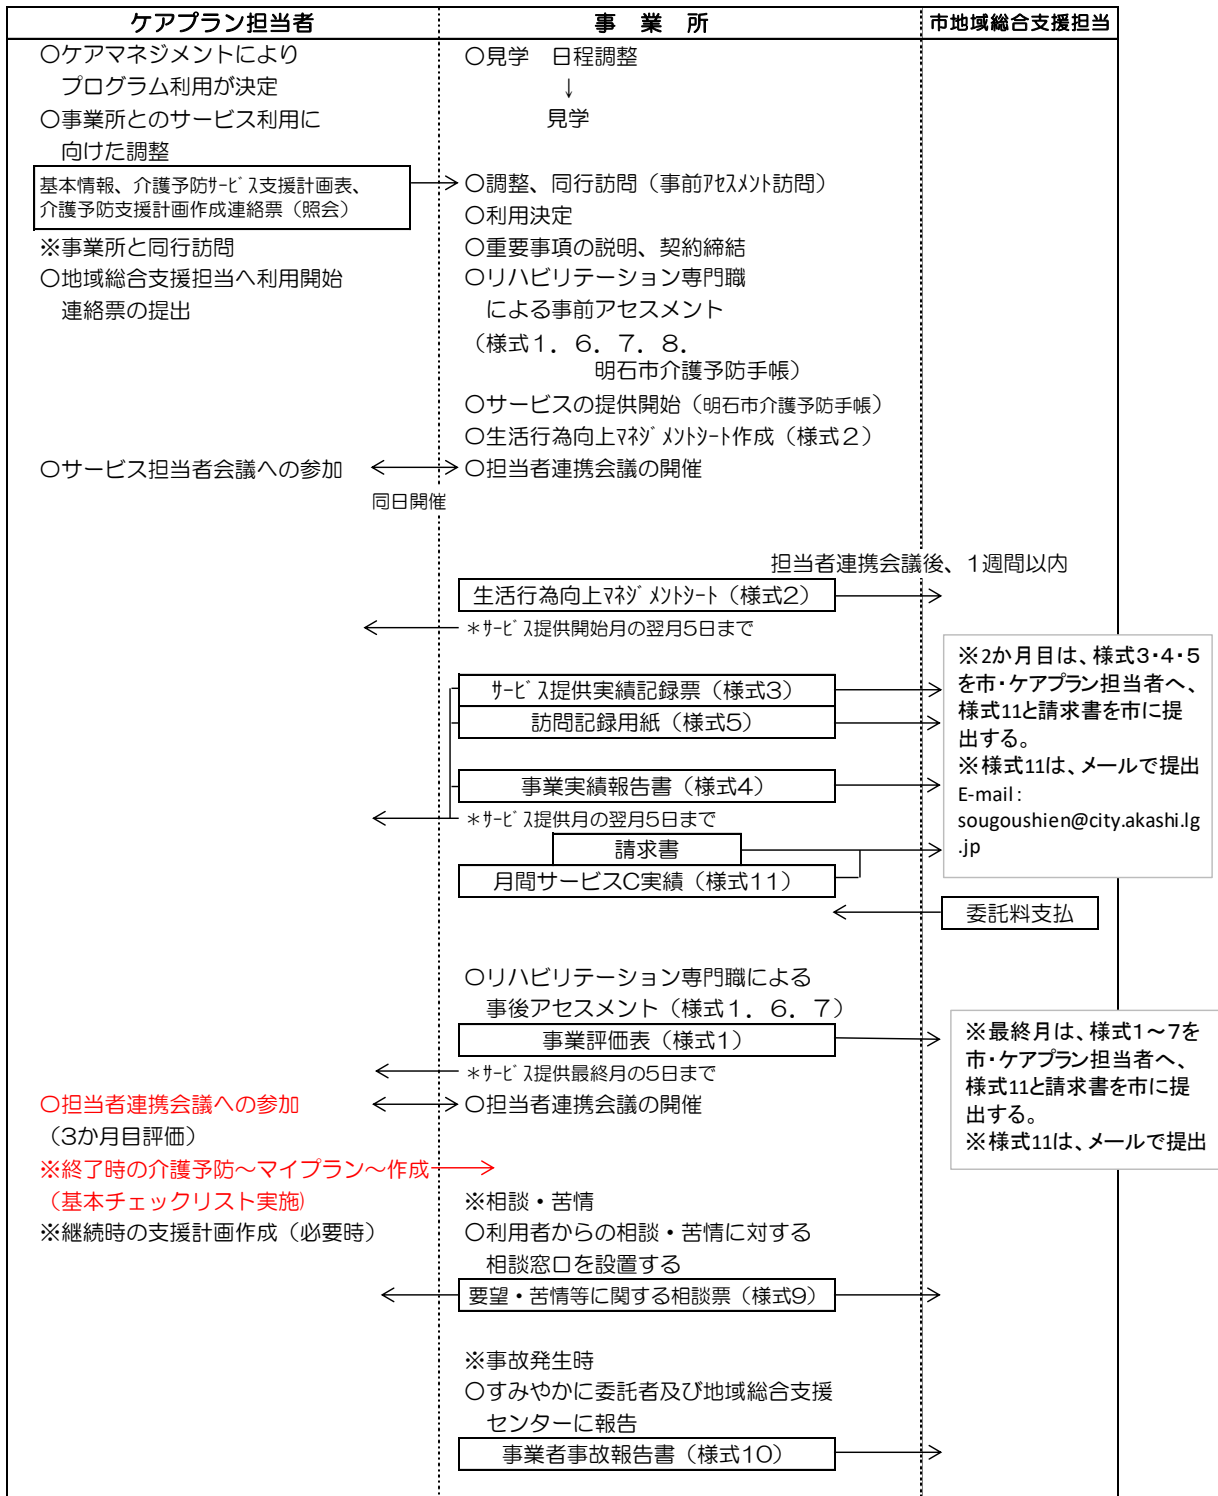 ケアプラン担当者
事　業　所
市地域総合支援担当
〇ケアマネジメントにより
プログラム利用が決定
〇事業所とのサービス利用に
向けた調整
基本情報、介護予防ｻｰﾋﾞｽ支援計画表、
介護予防支援計画作成連絡票（照会）
※事業所と同行訪問
〇地域総合支援担当へ利用開始
連絡票の提出
〇見学　日程調整
↓
見学
〇調整、同行訪問（事前ｱｾｽﾒﾝﾄ訪問）
〇利用決定
〇重要事項の説明、契約締結
〇リハビリテーション専門職
による事前アセスメント
（様式１．６．７．８．
明石市介護予防手帳）
〇サービスの提供開始（明石市介護予防手帳）
〇生活行為向上ﾏﾈｼﾞﾒﾝﾄｼｰﾄ作成（様式２）
〇サービス担当者会議への参加
〇担当者連携会議の開催
同日開催
担当者連携会議後、１週間以内
生活行為向上ﾏﾈｼﾞﾒﾝﾄｼｰﾄ（様式2）
＊ｻｰﾋﾞｽ提供開始月の翌月5日まで
ｻｰﾋﾞｽ提供実績記録票（様式3）
訪問記録用紙（様式5）
事業実績報告書（様式4）
＊ｻｰﾋﾞｽ提供月の翌月5日まで
請求書
月間サービスC実績（様式11）
※2か月目は、様式3・4・5
を市・ケアプラン担当者へ、
様式11と請求書を市に提
出する。
※様式11は、メールで提出
E-mail：
sougoushien@city.akashi.lg
.jp
委託料支払
〇リハビリテーション専門職による
事後アセスメント（様式１．６．７）
事業評価表（様式1）
＊ｻｰﾋﾞｽ提供最終月の5日まで
※最終月は、様式1～7を
市・ケアプラン担当者へ、
様式11と請求書を市に提
出する。
※様式11は、メールで提出
〇担当者連携会議への参加
〇担当者連携会議の開催
（3か月目評価）
※終了時の介護予防～マイプラン～作成
（基本チェックリスト実施)
※継続時の支援計画作成（必要時）
※相談・苦情
〇利用者からの相談・苦情に対する
相談窓口を設置する
要望・苦情等に関する相談票（様式9）
※事故発生時
〇すみやかに委託者及び地域総合支援
センターに報告
事業者事故報告書（様式10）